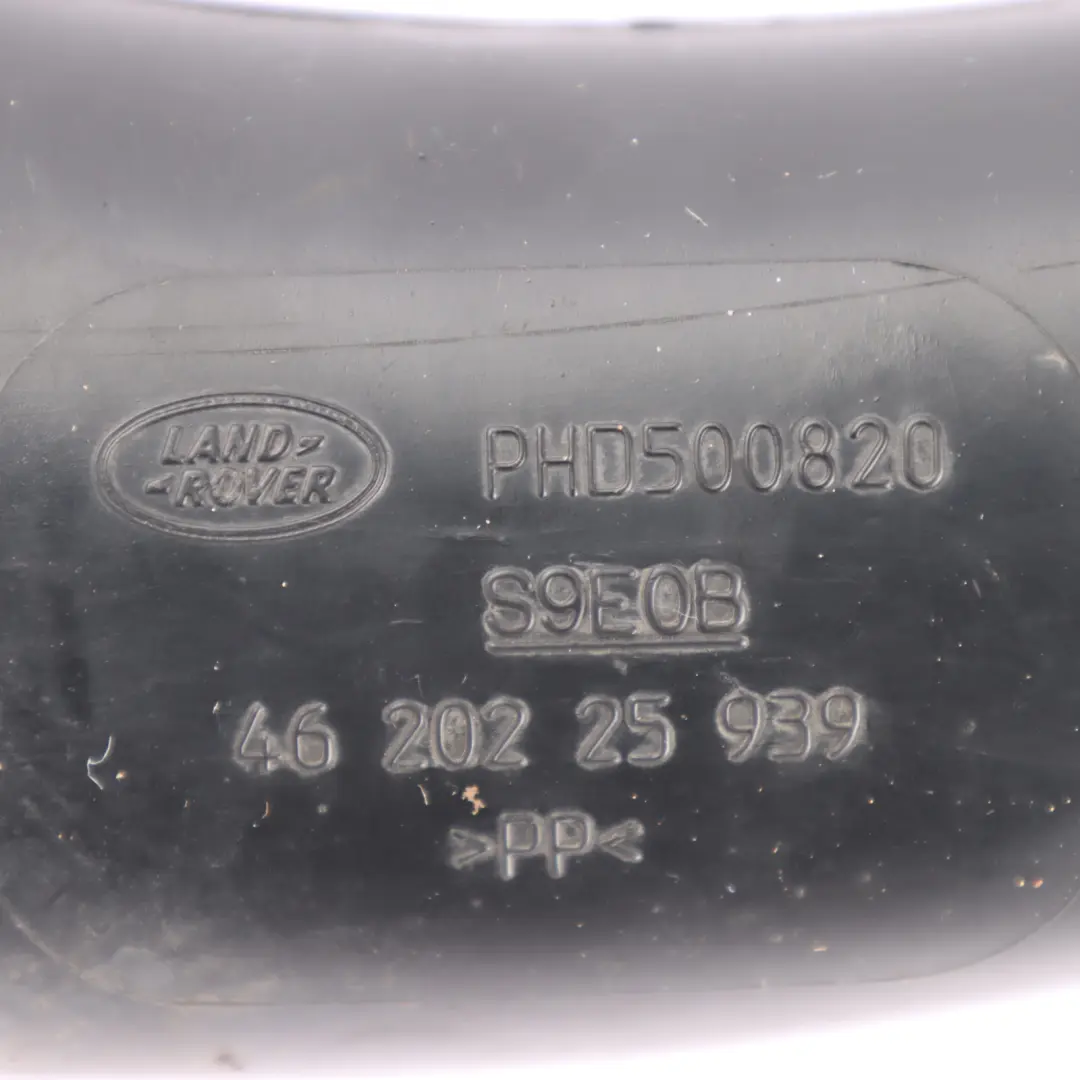 LAND
ROVER
PHD500820
S9E0B
46 202 25 939
>PP<